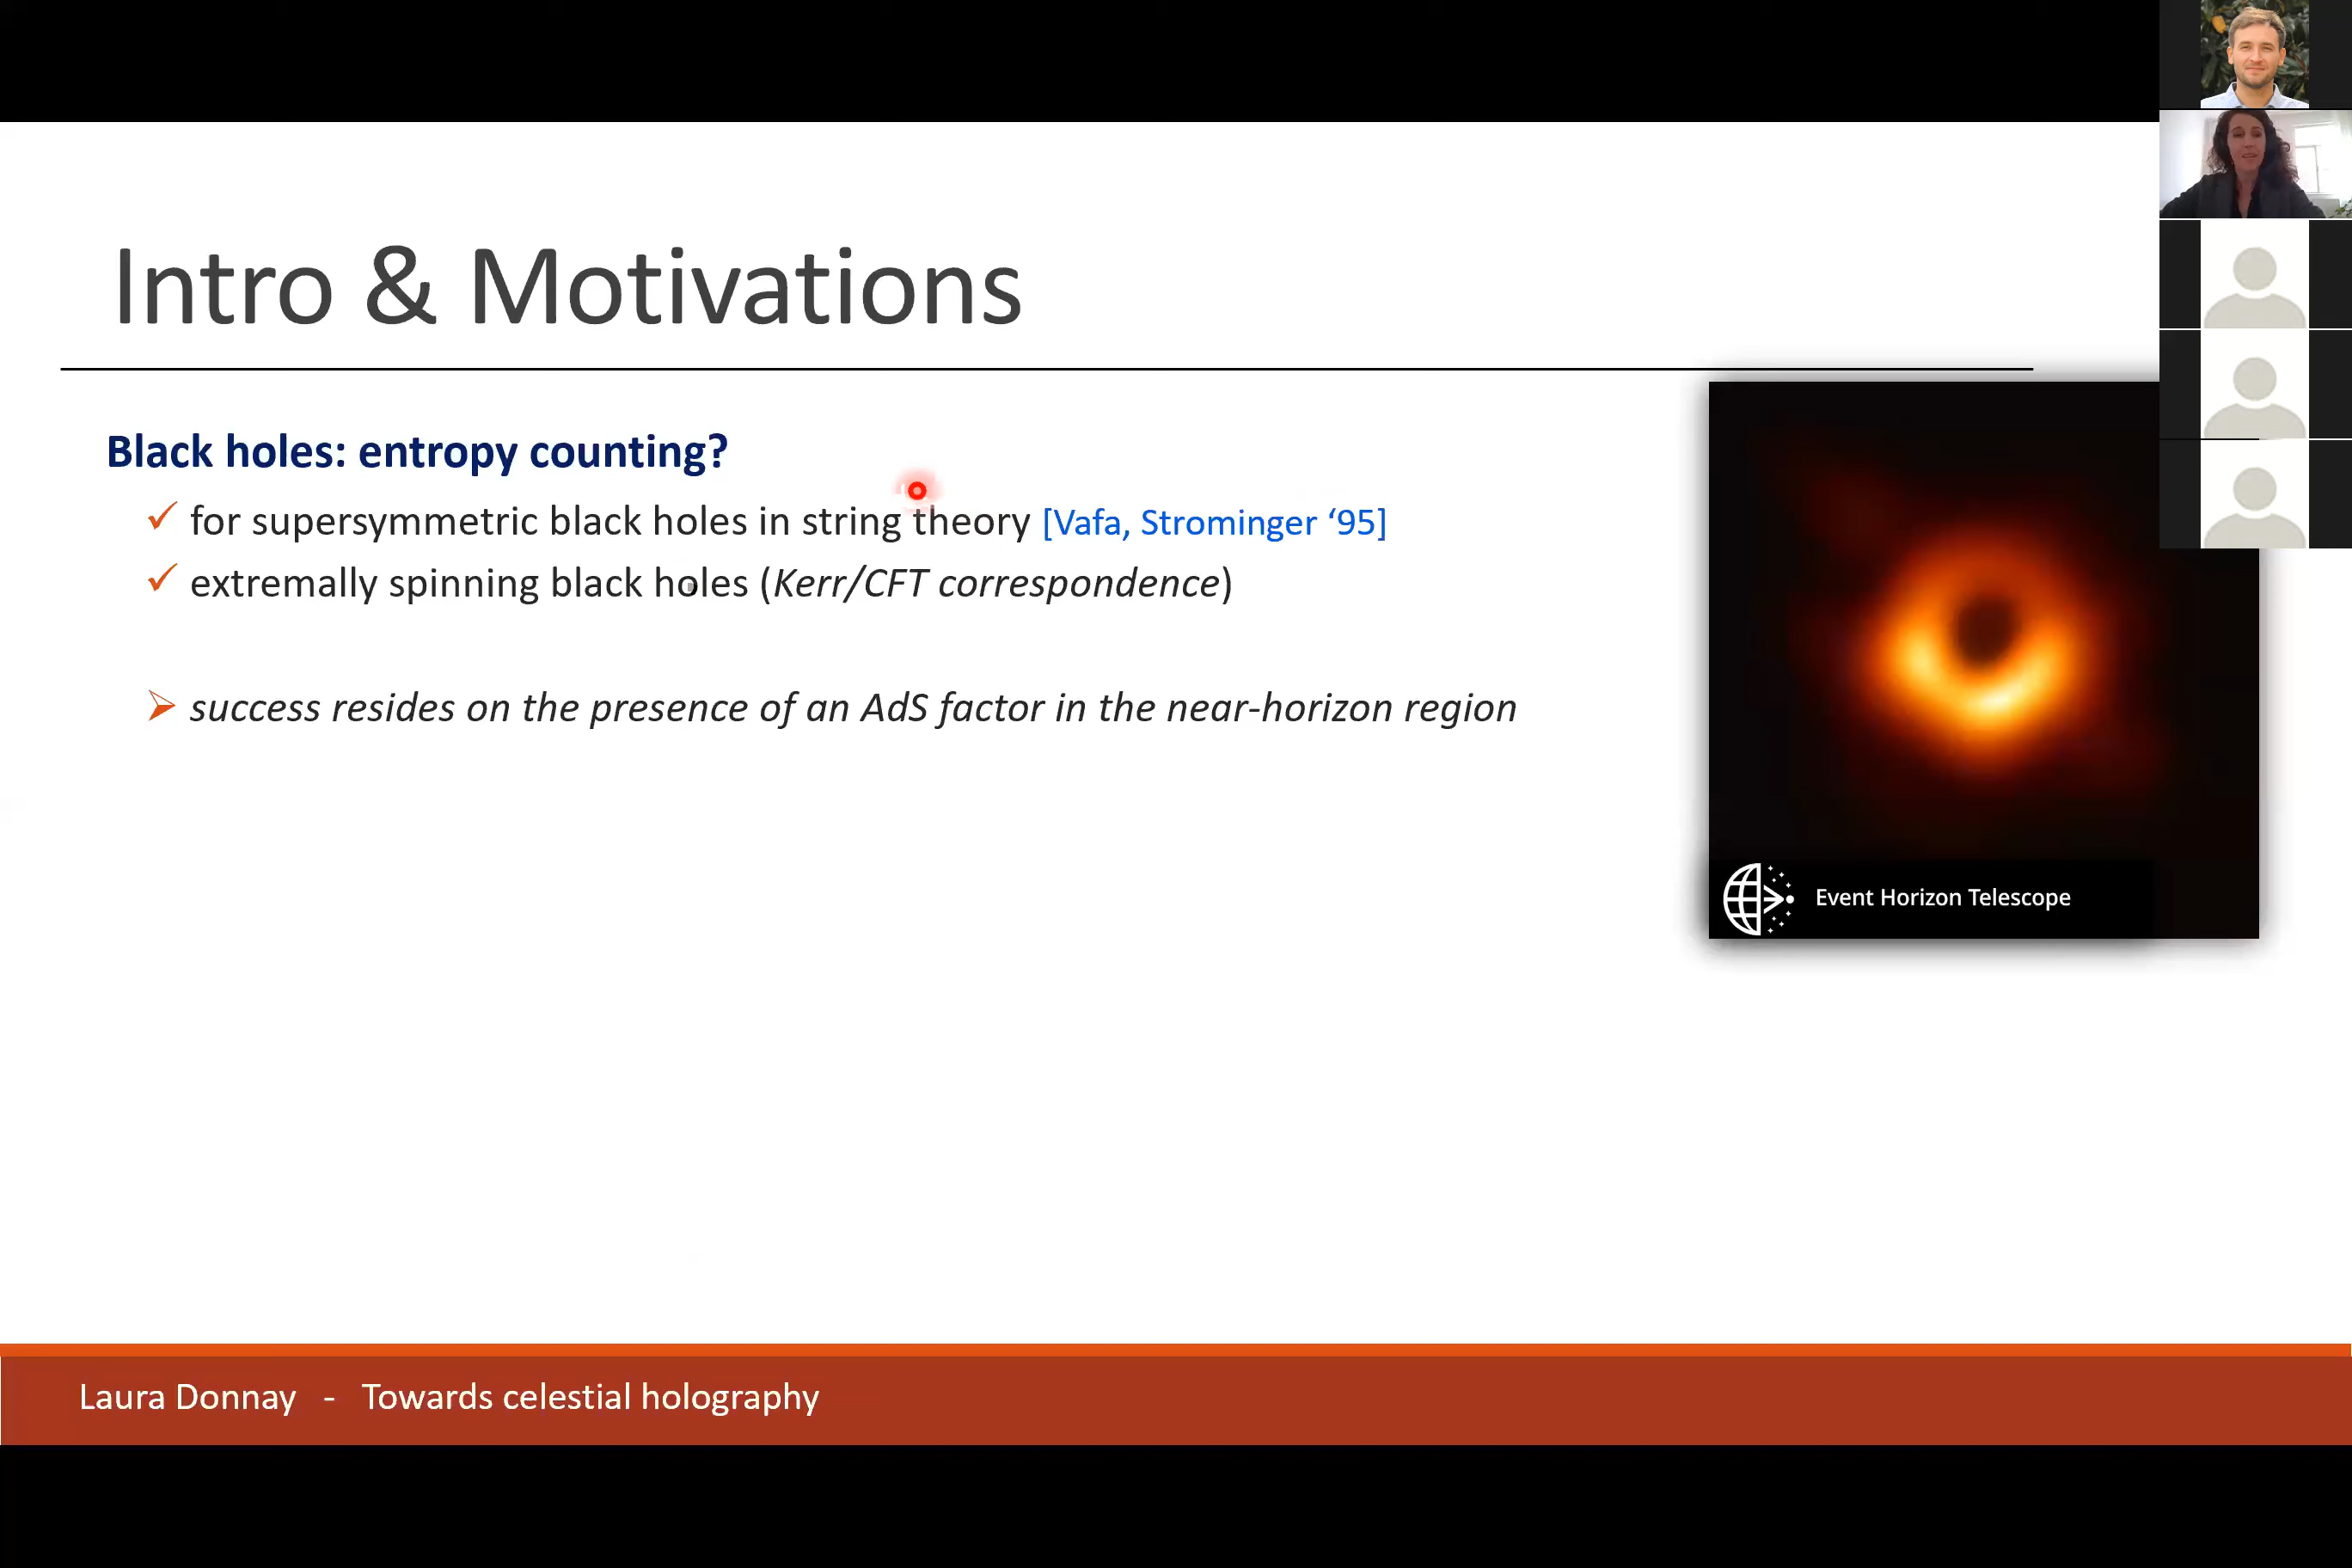 Intro & Motivations
Black holes: entropy counting?
✓ for supersymmetric black holes in string theory [Vafa, Strominger ‘95]
✓ extremally spinning black holes (Kerr/CFT correspondence)
➢ success resides on the presence of an AdS factor in the near-horizon region
Event Horizon Telescope
Laura Donnay - Towards celestial holography